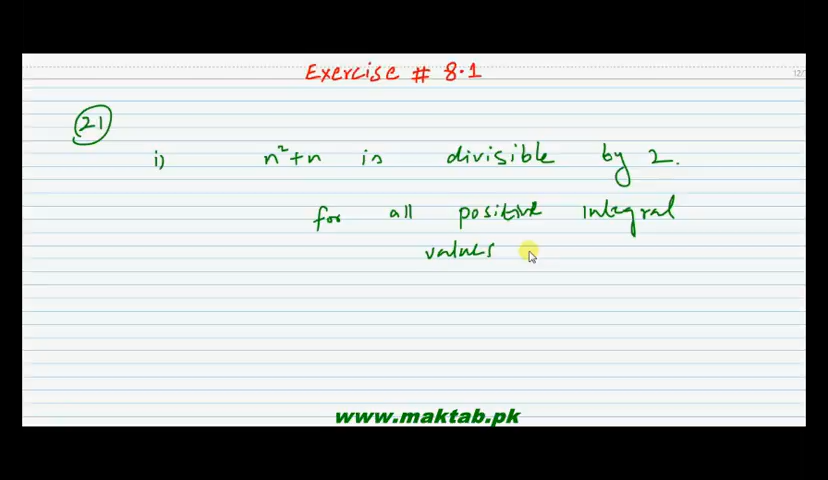 Exercise # 8.1
21
i) n²+n is divisible by 2.
for all positive integral
values
www.maktab.pk